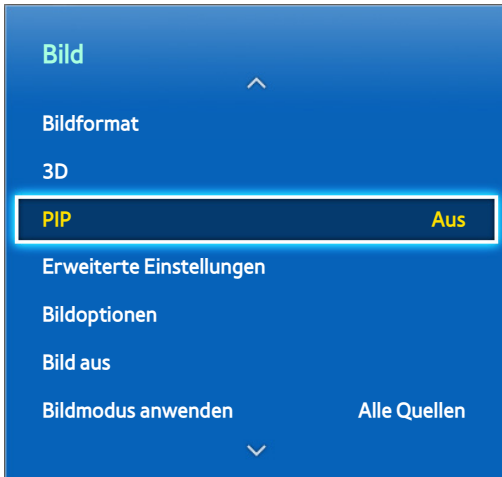 Bild
Bildformat
3D
PIP Aus
Erweiterte Einstellungen
Bildoptionen
Bild aus
Bildmodus anwenden Alle Quellen